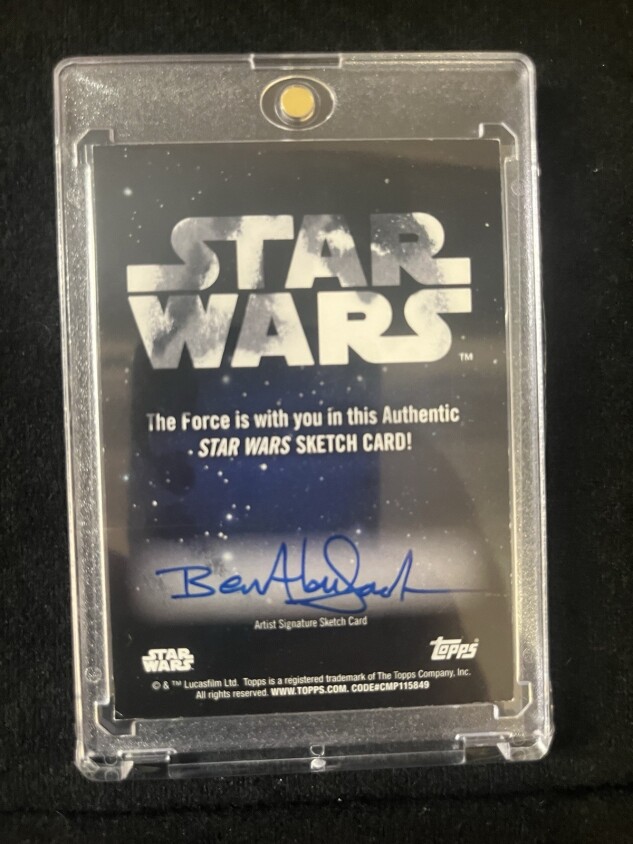 STAR
WARS
TM
The Force is with you in this Authentic
STAR WARS SKETCH CARD!
Ben
Artist Signature Sketch Card
STAR
WARS
Topps
© & ™ Lucasfilm Ltd. Topps is a registered trademark of The Topps Company, Inc.
All rights reserved. WWW.TOPPS.COM. CODE#CMP115849